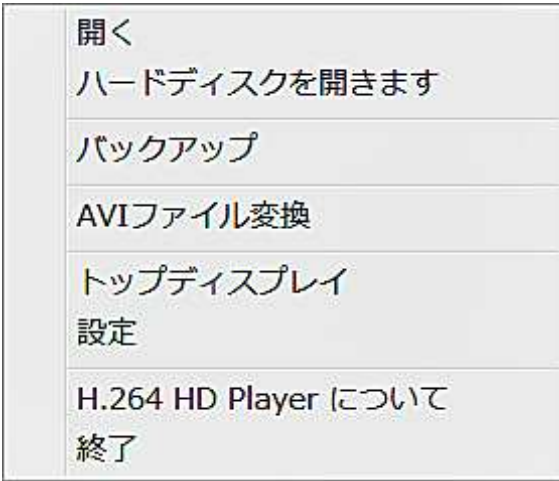 開く
ハードディスクを開きます
バックアップ
AVIファイル変換
トップディスプレイ
設定
H.264 HD Player について
終了